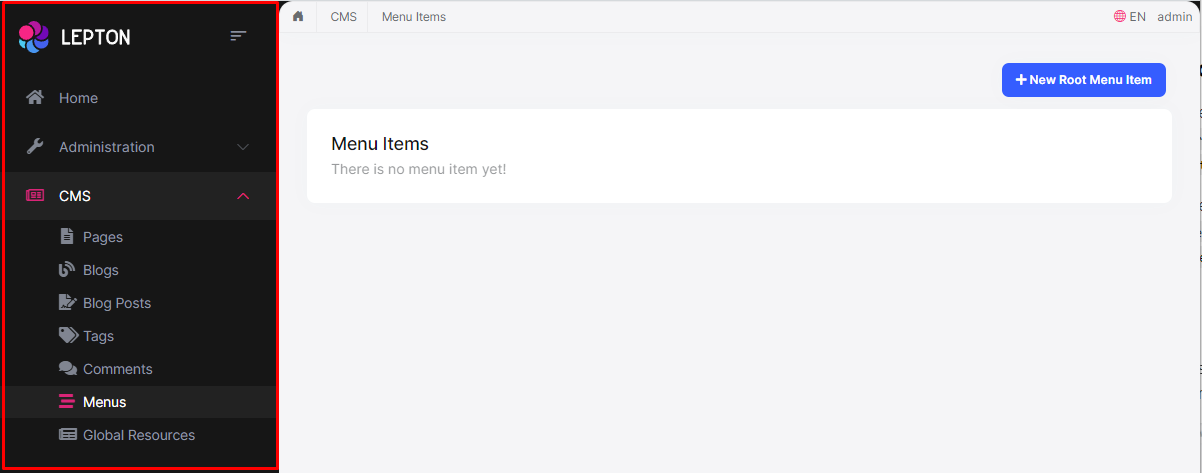 LEPTON
Home
Administration
CMS
Pages
Blogs
Blog Posts
Tags
Comments
Menus
Global Resources
CMS Menu Items
EN admin
New Root Menu Item
Menu Items
There is no menu item yet!